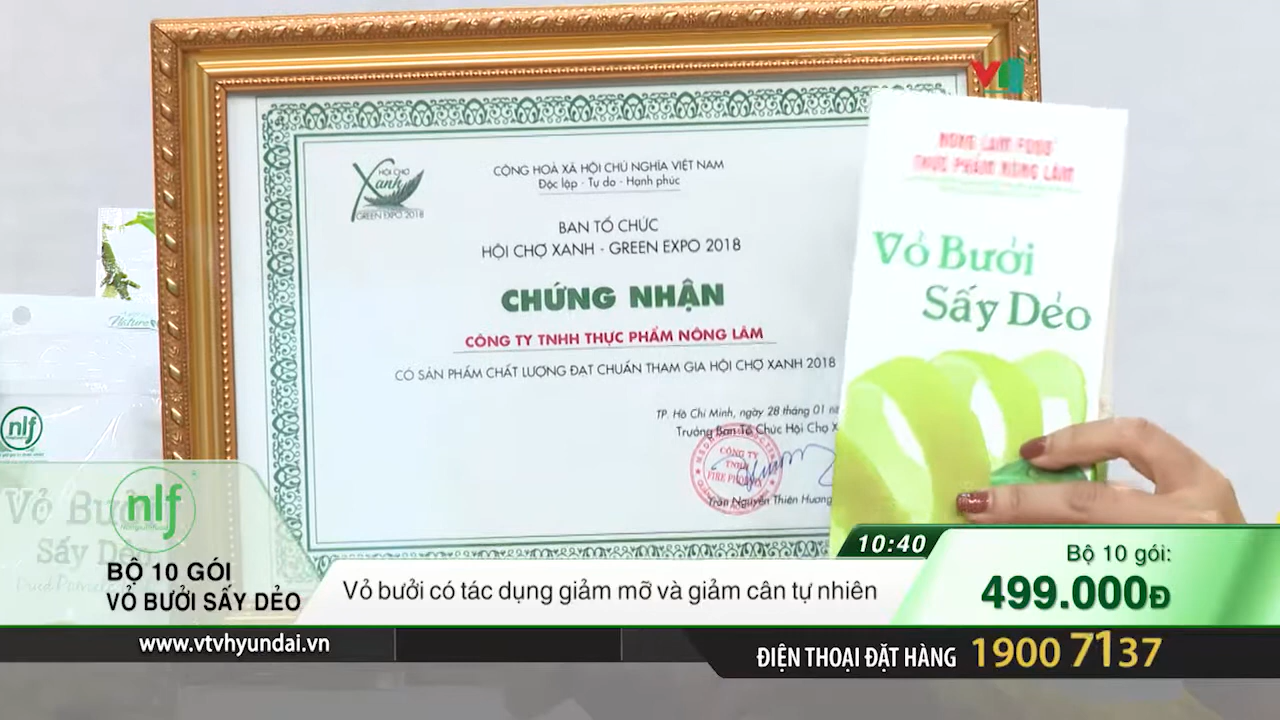 HỘI CHỢ
Xanh
GREEN EXPO 2018
CỘNG HOÀ XÃ HỘI CHỦ NGHĨA VIỆT NAM
Độc lập - Tự do - Hạnh phúc
BAN TỔ CHỨC
HỘI CHỢ XANH - GREEN EXPO 2018
CHỨNG NHẬN
CÔNG TY TNHH THỰC PHẨM NÔNG LÂM
CÓ SẢN PHẨM CHẤT LƯỢNG ĐẠT CHUẨN THAM GIA HỘI CHỢ XANH 2018
TP. Hồ Chí Minh, ngày 28 tháng 01
Trưởng Ban Tổ Chức Hội Chợ X
CÔNG TY
TNHH
FIRE
Trần Nguyễn Thiên Hương
NONG LAM FOOD
THỰC PHẨM NÔNG LÂM
Vỏ Bưởi
Sấy Dẻo
Nature
nlf
Vỏ Bưởi
Sấy Dẻo
nlf
BỘ 10 GÓI
VỎ BƯỞI SẤY DẺO
Vỏ bưởi có tác dụng giảm mỡ và giảm cân tự nhiên
10:40
Bộ 10 gói:
499.000Đ
www.vtvhyundai.vn
ĐIỆN THOẠI ĐẶT HÀNG 1900 7137